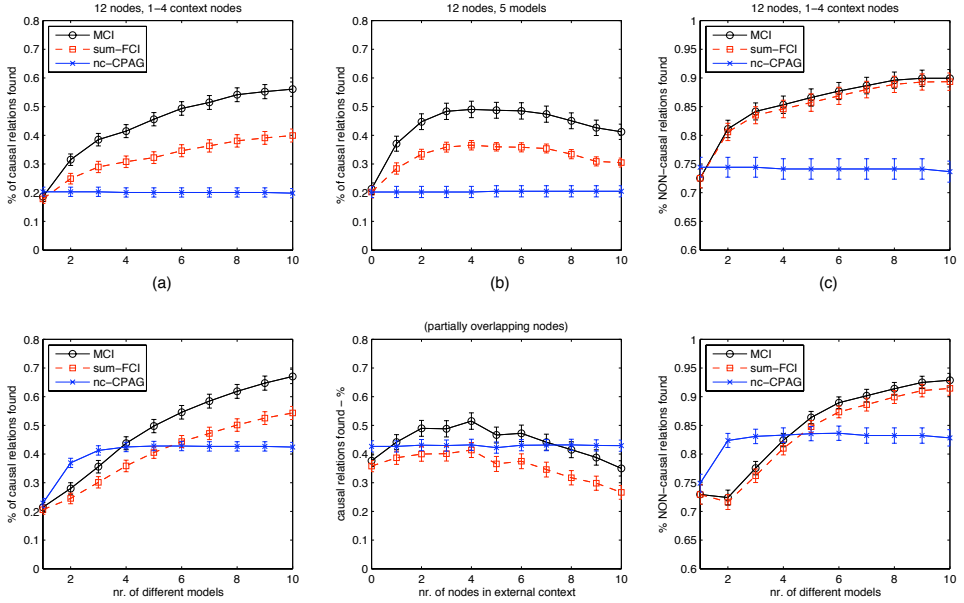 12 nodes, 1−4 context nodes
% of causal relations found
0.8
0.7
0.6
0.5
0.4
0.3
0.2
0.1
0
MCI
sum−FCI
nc−CPAG
2 4 6 8 10
(a)
12 nodes, 5 models
% of causal relations found
0.8
0.7
0.6
0.5
0.4
0.3
0.2
0.1
0
0 2 4 6 8 10
(b)
12 nodes, 1−4 context nodes
% NON−causal relations found
1
0.95
0.9
0.85
0.8
0.75
0.7
0.65
0.6
MCI
sum−FCI
nc−CPAG
2 4 6 8 10
(c)
% of causal relations found
0.8
0.7
0.6
0.5
0.4
0.3
0.2
0.1
0
MCI
sum−FCI
nc−CPAG
2 4 6 8 10
nr. of different models
(partially overlapping nodes)
causal relations found − %
0.8
0.7
0.6
0.5
0.4
0.3
0.2
0.1
0
0 2 4 6 8 10
nr. of nodes in external context
% NON−causal relations found
1
0.95
0.9
0.85
0.8
0.75
0.7
0.65
0.6
MCI
sum−FCI
nc−CPAG
2 4 6 8 10
nr. of different models